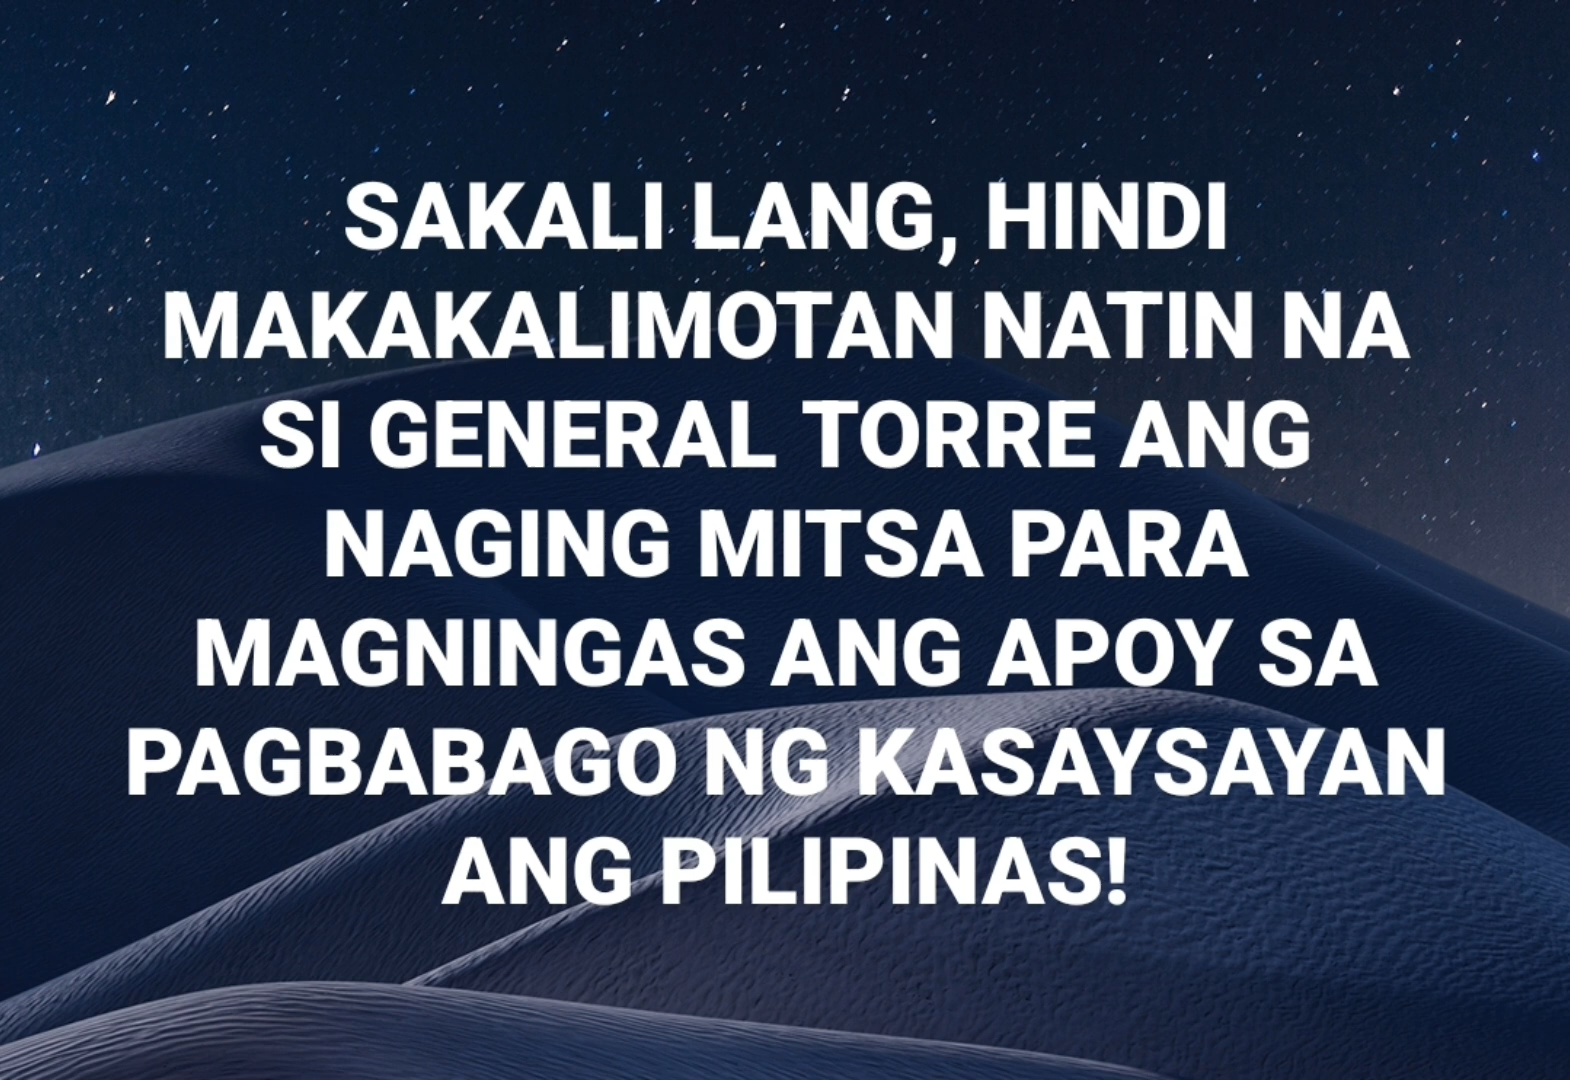 SAKALI LANG, HINDI
MAKAKALIMOTAN NATIN NA
SI GENERAL TORRE ANG
NAGING MITSA PARA
MAGNINGAS ANG APOY SA
PAGBABAGO NG KASAYSAYAN
ANG PILIPINAS!